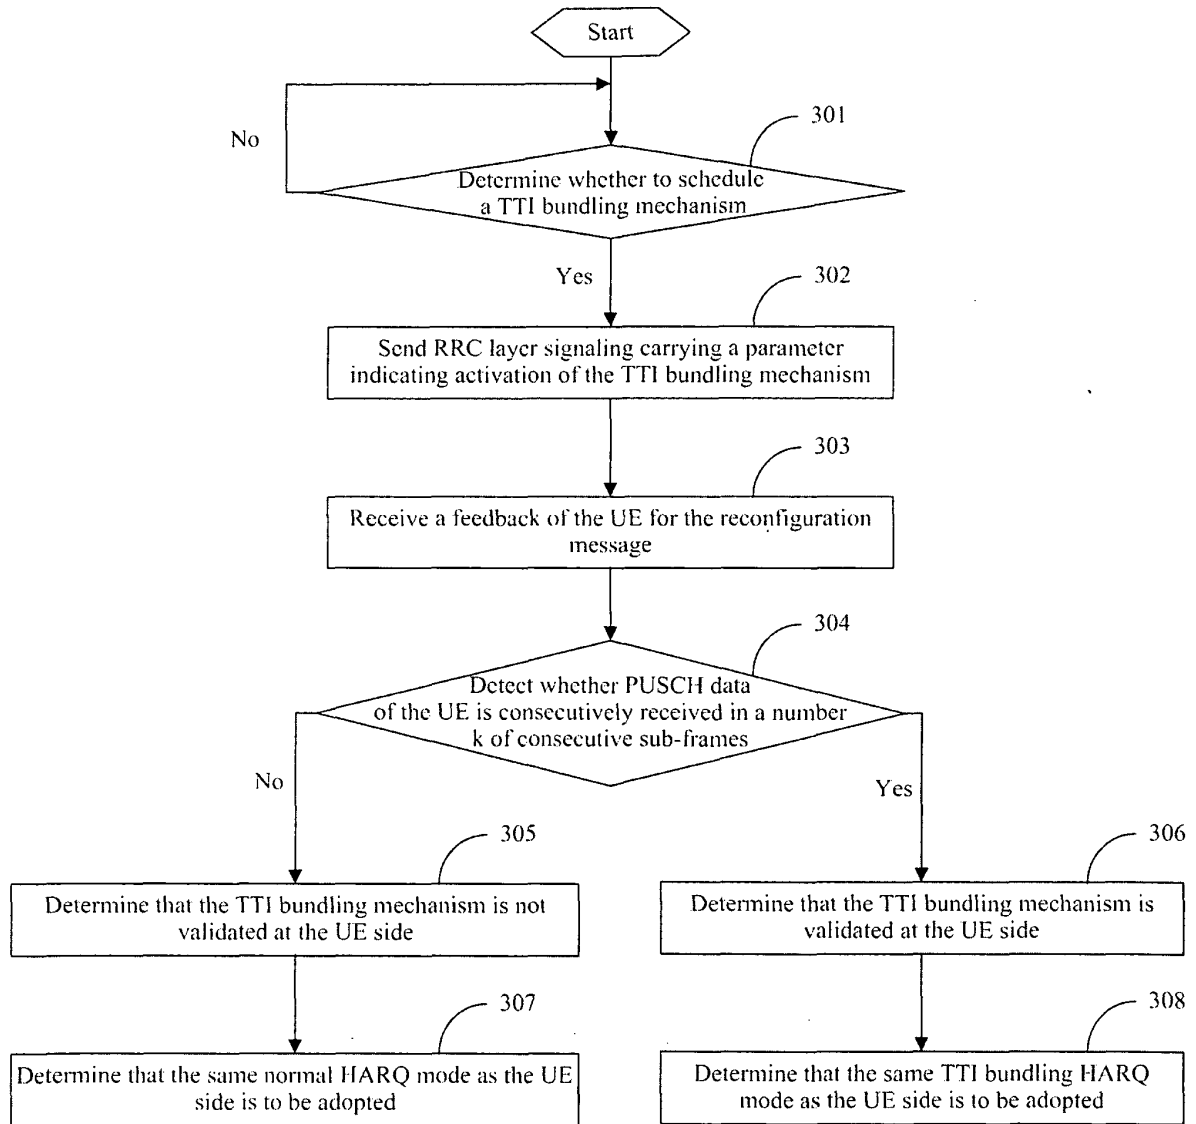 Start
No
301
Determine whether to schedule
a TTI bundling mechanism
Yes
302
Send RRC layer signaling carrying a parameter
indicating activation of the TTI bundling mechanism
303
Receive a feedback of the UE for the reconfiguration
message
304
Detect whether PUSCH data
of the UE is consecutively received in a number
k of consecutive sub-frames
No
Yes
305
306
Determine that the TTI bundling mechanism is not
validated at the UE side
Determine that the TTI bundling mechanism is
validated at the UE side
307
308
Determine that the same normal HARQ mode as the UE
side is to be adopted
Determine that the same TTI bundling HARQ
mode as the UE side is to be adopted